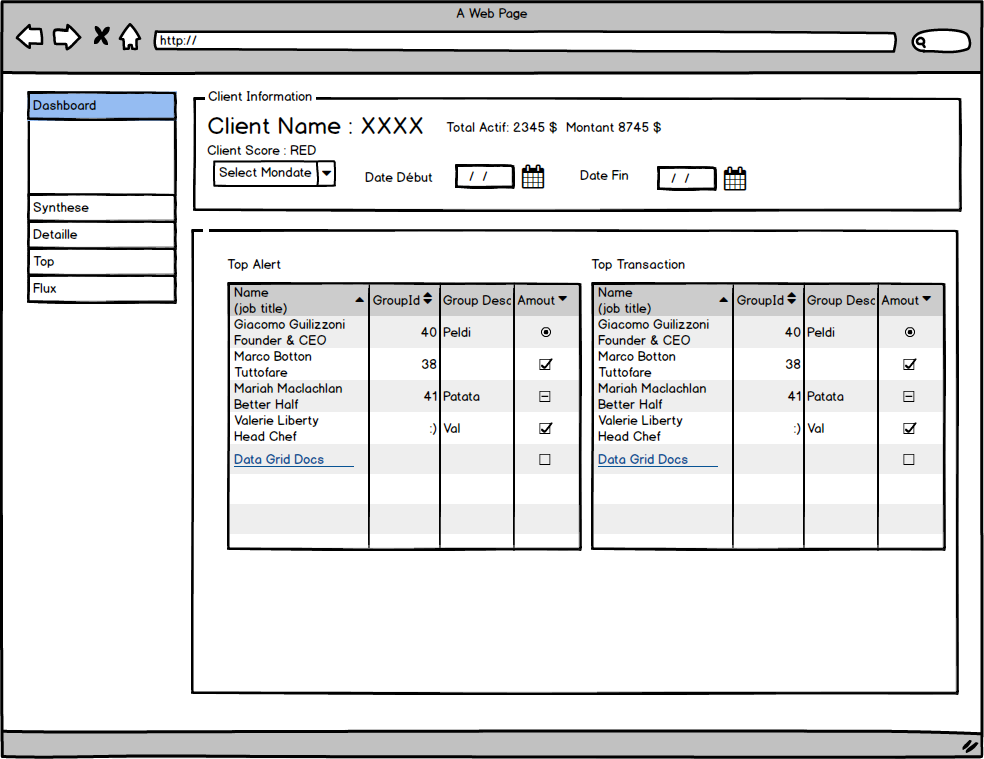 A Web Page
http://
Dashboard
Synthese
Detaille
Top
Flux
Client Information
Client Name : XXXX Total Actif: 2345 $ Montant 8745 $
Client Score : RED
Select Mondate Date Début / / Date Fin / /
Top Alert
Name
(job title) GroupId Group Desc Amout
Giacomo Guilizzoni
Founder & CEO 40 Peldi
Marco Botton
Tuttofare 38
Mariah Maclachlan
Better Half 41 Patata
Valerie Liberty
Head Chef :) Val
Data Grid Docs
Top Transaction
Name
(job title) GroupId Group Desc Amout
Giacomo Guilizzoni
Founder & CEO 40 Peldi
Marco Botton
Tuttofare 38
Mariah Maclachlan
Better Half 41 Patata
Valerie Liberty
Head Chef :) Val
Data Grid Docs